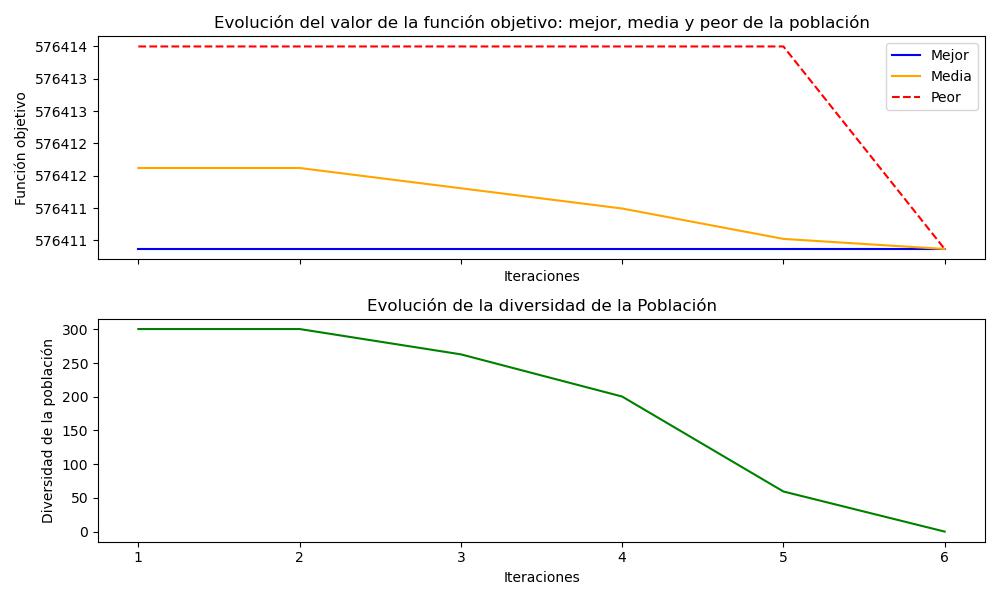 Evolución del valor de la función objetivo: mejor, media y peor de la población
Función objetivo
576414
576413
576413
576412
576412
576411
576411
Mejor
Media
Peor
Iteraciones
Evolución de la diversidad de la Población
Diversidad de la población
300
250
200
150
100
50
0
1 2 3 4 5 6
Iteraciones